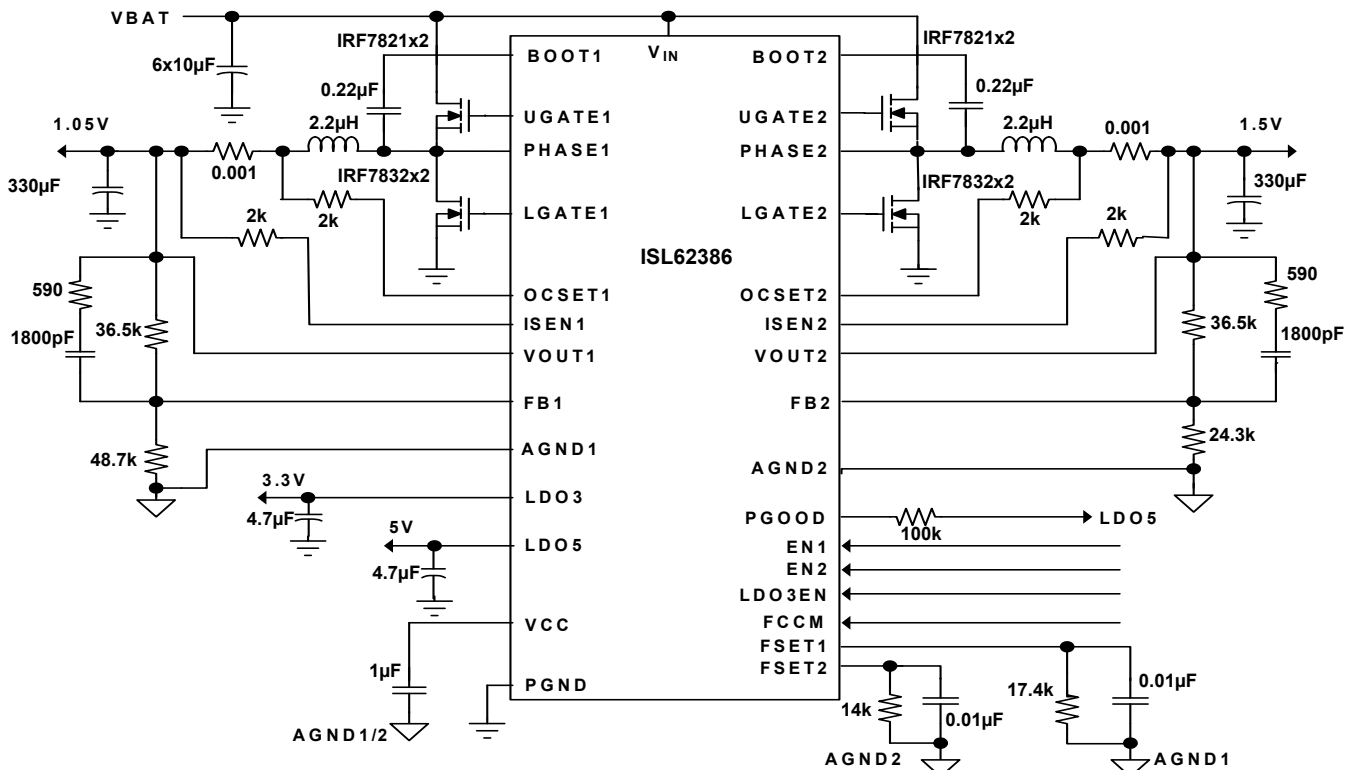 VBAT
6x10µF
IRF7821x2
0.22µF
1.05V
0.001
2.2µH
330µF
IRF7832x2
2k
2k
590
1800pF
36.5k
48.7k
3.3V
4.7µF
5V
4.7µF
1µF
AGND1/2
V IN
ISL62386
BOOT1
UGATE1
PHASE1
LGATE1
OCSET1
ISEN1
VOUT1
FB1
AGND1
LDO3
LDO5
VCC
PGND
BOOT2
UGATE2
PHASE2
LGATE2
OCSET2
ISEN2
VOUT2
FB2
AGND2
PGOOD
EN1
EN2
LDO3EN
FCCM
FSET1
FSET2
IRF7821x2
0.22µF
2.2µH
0.001
1.5V
IRF7832x2
330µF
2k
2k
590
36.5k
1800pF
24.3k
100k
LDO5
14k
0.01µF
AGND2
17.4k
0.01µF
AGND1